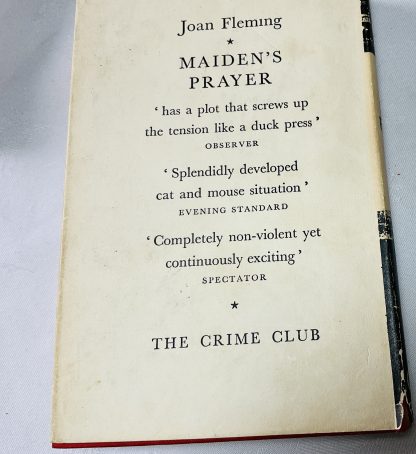 Joan Fleming
★
MAIDEN'S
PRAYER
‘ has a plot that screws up
the tension like a duck press ’
OBSERVER
‘ Splendidly developed
cat and mouse situation ’
EVENING STANDARD
‘ Completely non-violent yet
continuously exciting ’
SPECTATOR
★
THE CRIME CLUB